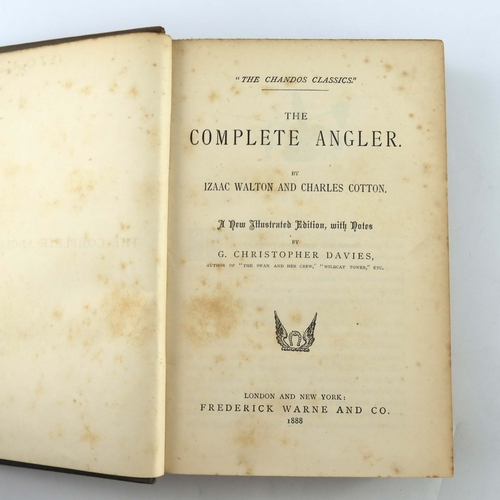 "THE CHANDOS CLASSICS."
THE
COMPLETE ANGLER.
BY
IZAAC WALTON AND CHARLES COTTON,
A New Illustrated Edition, with Notes
BY
G. CHRISTOPHER DAVIES,
AUTHOR OF "THE SWAN AND HER CREW," "WILDCAT TOWER," ETC.
LONDON AND NEW YORK:
FREDERICK WARNE AND CO.
1888